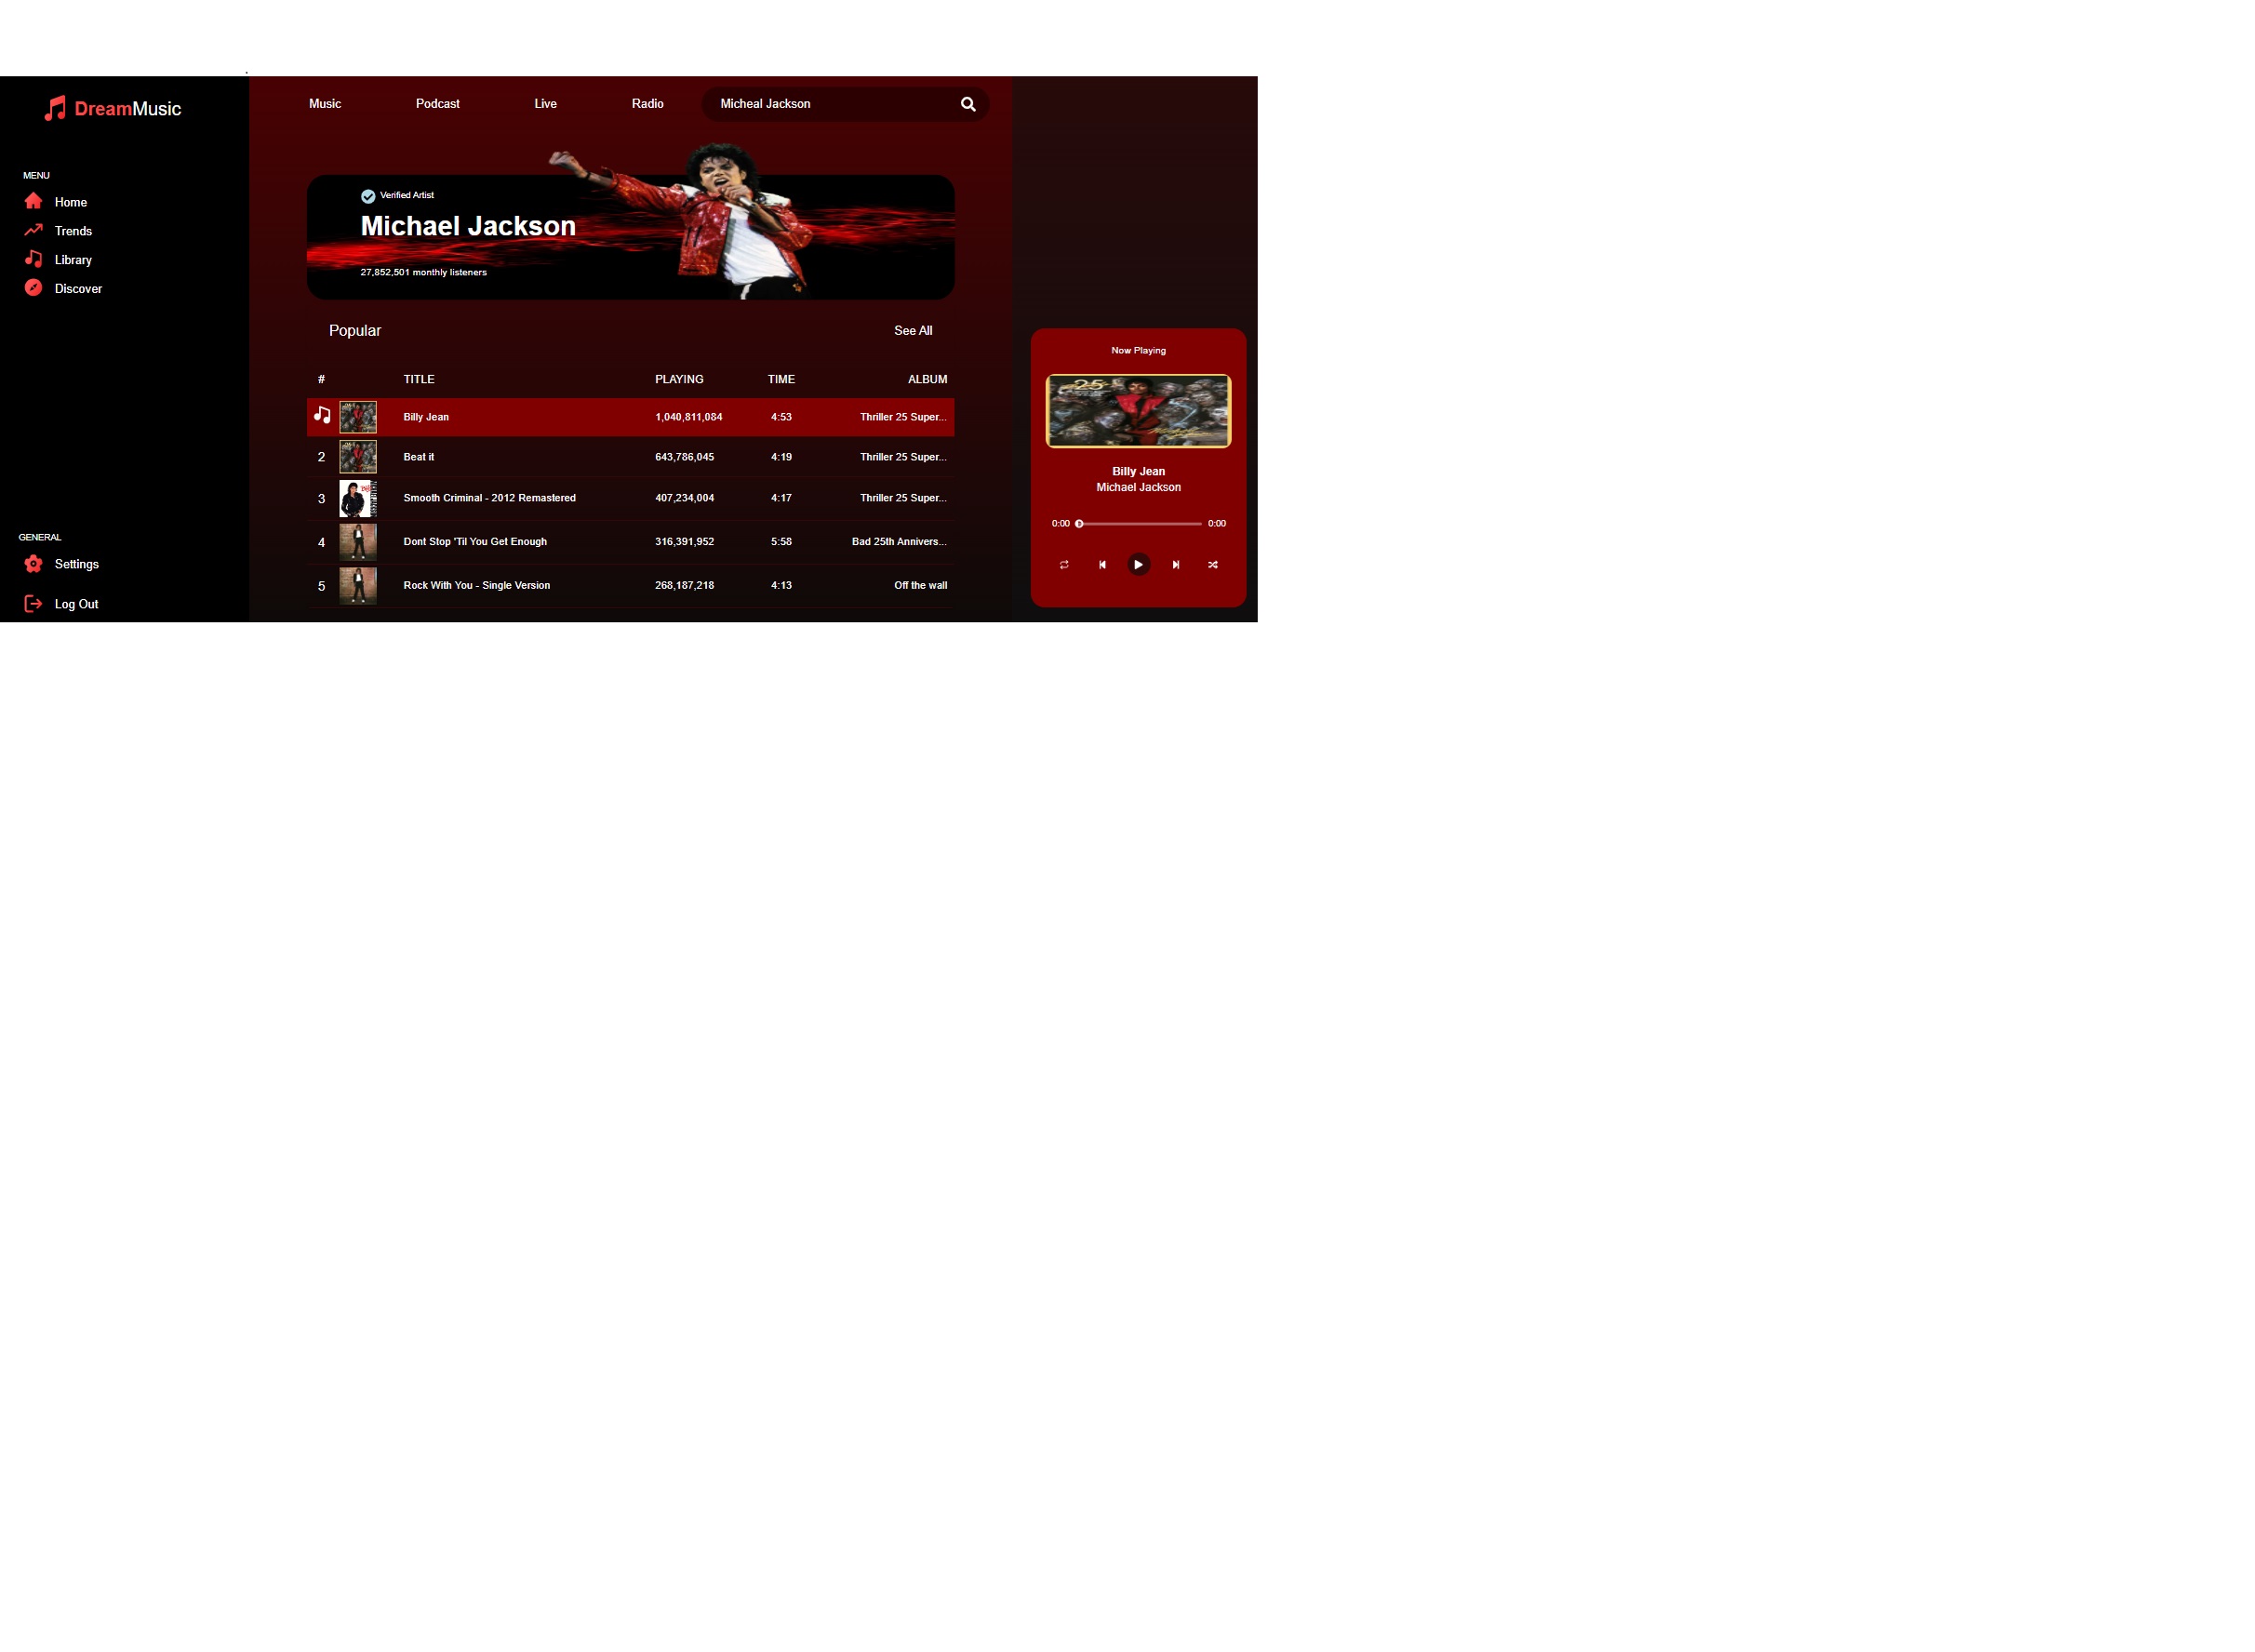 DreamMusic
Music Podcast Live Radio Micheal Jackson
MENU
Home
Trends
Library
Discover
GENERAL
Settings
Log Out
Verified Artist
Michael Jackson
27,852,501 monthly listeners
Popular See All
# TITLE PLAYING TIME ALBUM
Billy Jean 1,040,811,084 4:53 Thriller 25 Super...
2 Beat it 643,786,045 4:19 Thriller 25 Super...
3 Smooth Criminal - 2012 Remastered 407,234,004 4:17 Thriller 25 Super...
4 Dont Stop 'Til You Get Enough 316,391,952 5:58 Bad 25th Annivers...
5 Rock With You - Single Version 268,187,218 4:13 Off the wall
Now Playing
25
Billy Jean
Michael Jackson
0:00 0:00